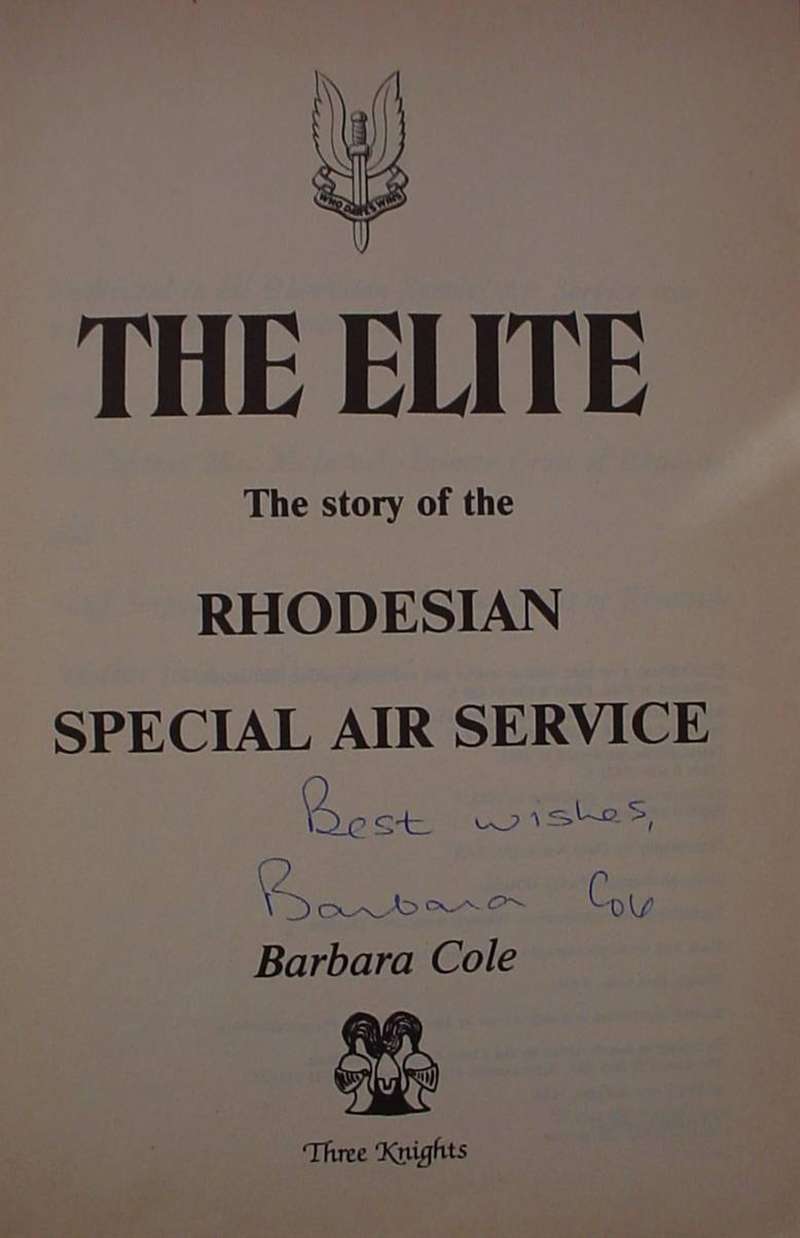 WHO DARES WINS
THE ELITE
The story of the
RHODESIAN
SPECIAL AIR SERVICE
Best wishes,
Barbara Cole
Barbara Cole
Three Knights